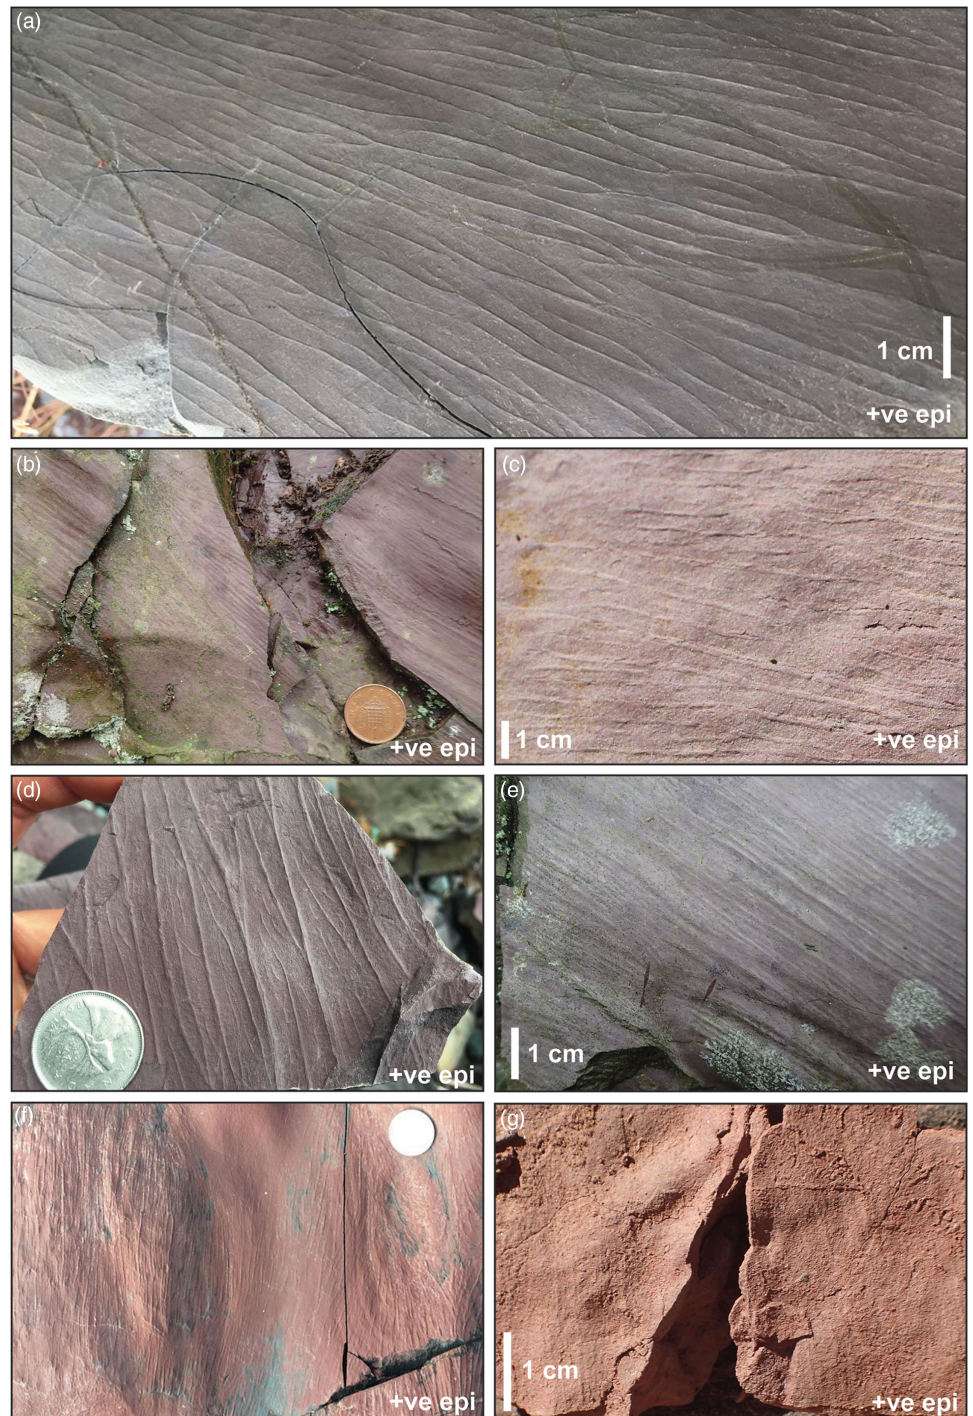 (a)
1 cm
+ve epi
(b)
+ve epi
(c)
1 cm
+ve epi
(d)
+ve epi
(e)
1 cm
+ve epi
(f)
+ve epi
(g)
1 cm
+ve epi